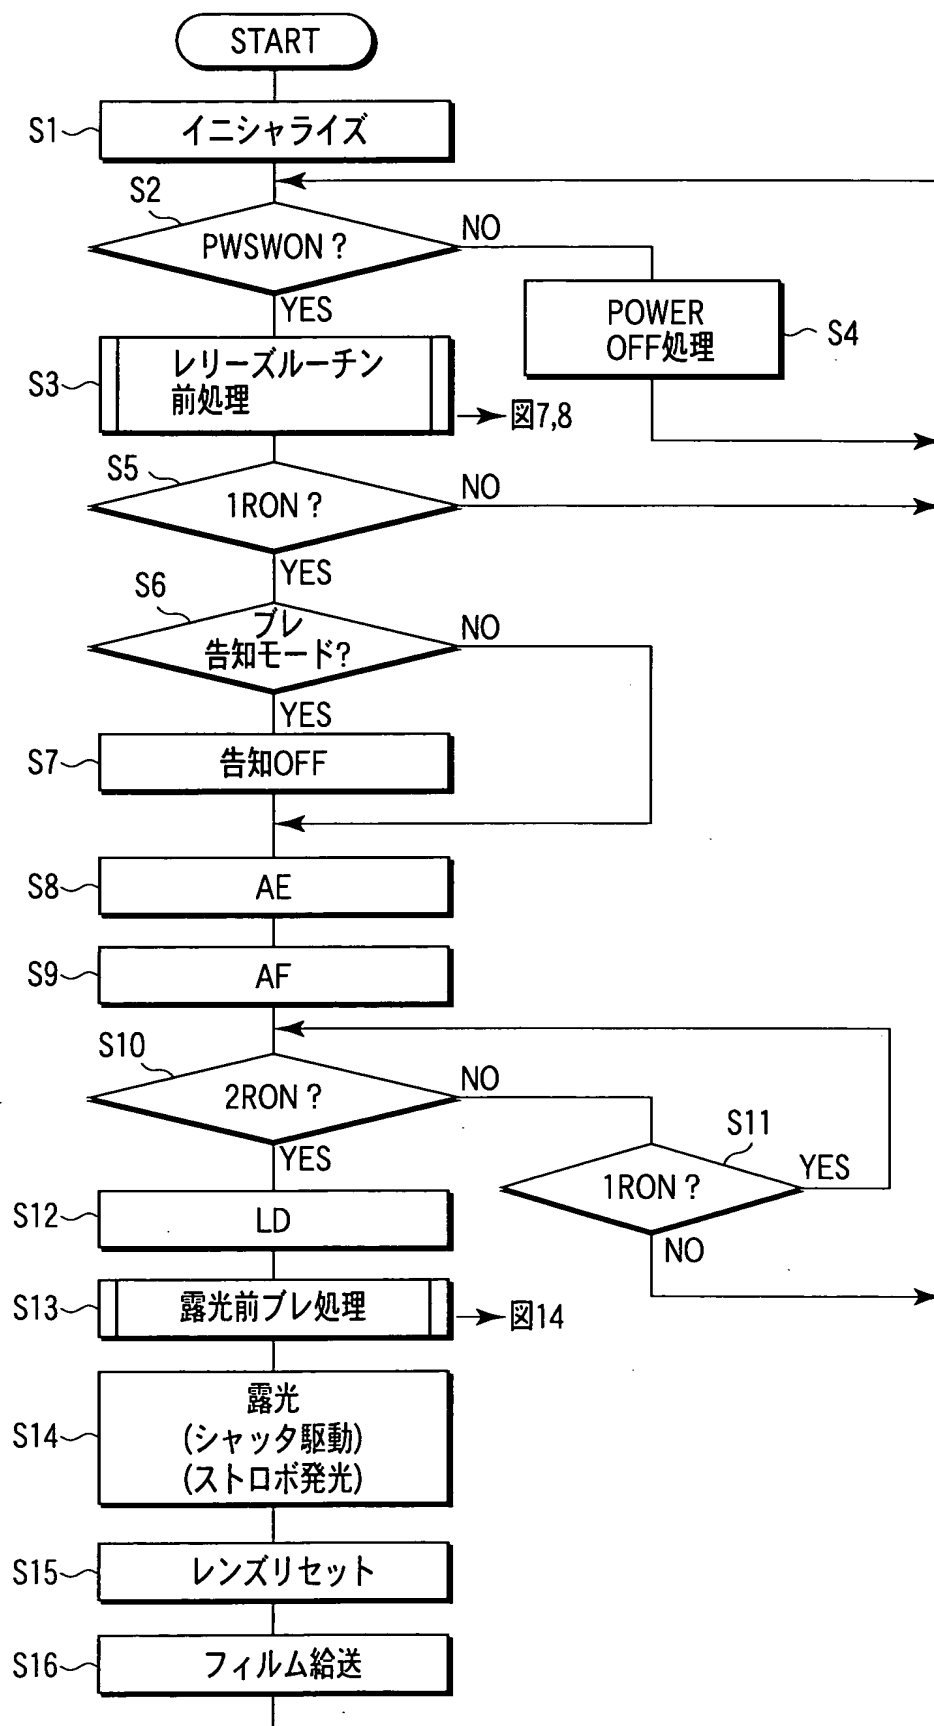 START
S1
イニシャライズ
S2
PWSWON ?
NO
YES
POWER
OFF処理
S4
S3
レリーズルーチン
前処理
図7,8
S5
1RON ?
NO
YES
S6
ブレ
告知モード?
NO
YES
S7
告知OFF
S8
AE
S9
AF
S10
2RON ?
NO
YES
S11
1RON ?
YES
NO
S12
LD
S13
露光前ブレ処理
図14
S14
露光
(シャッタ駆動)
(ストロボ発光)
S15
レンズリセット
S16
フィルム給送